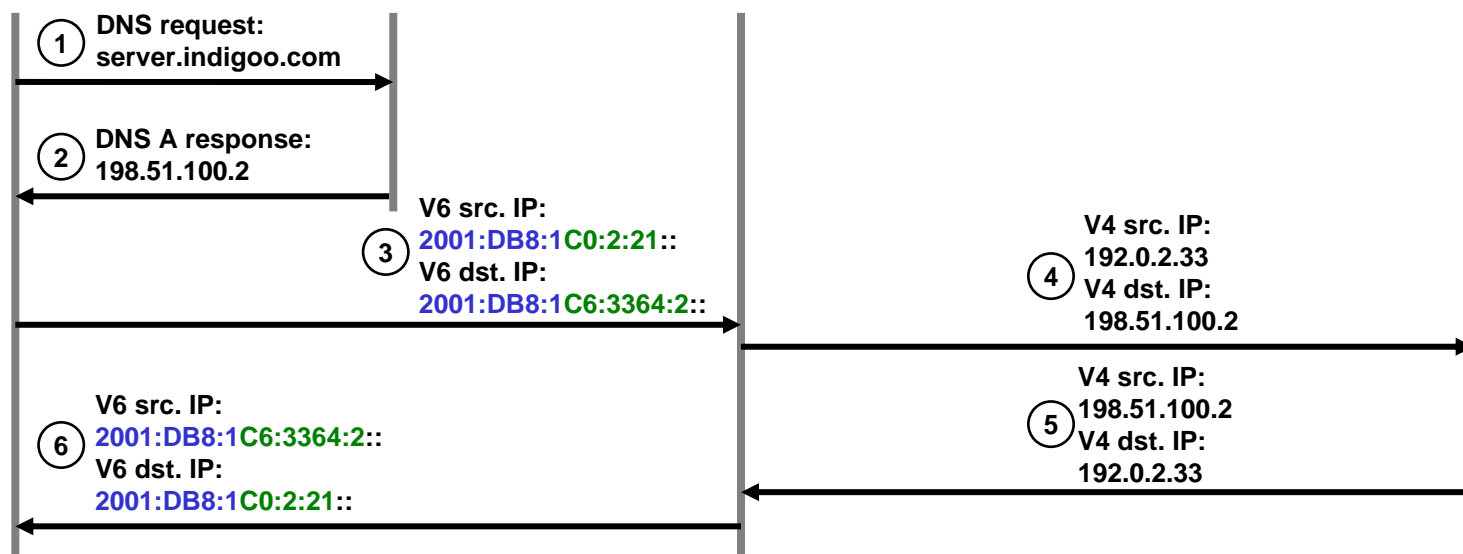 1
DNS request:
server.indigoo.com
2
DNS A response:
198.51.100.2
3
V6 src. IP:
2001:DB8:1C0:2:21::
V6 dst. IP:
2001:DB8:1C6:3364:2::
4
V4 src. IP:
192.0.2.33
V4 dst. IP:
198.51.100.2
5
V4 src. IP:
198.51.100.2
V4 dst. IP:
192.0.2.33
6
V6 src. IP:
2001:DB8:1C6:3364:2::
V6 dst. IP:
2001:DB8:1C0:2:21::